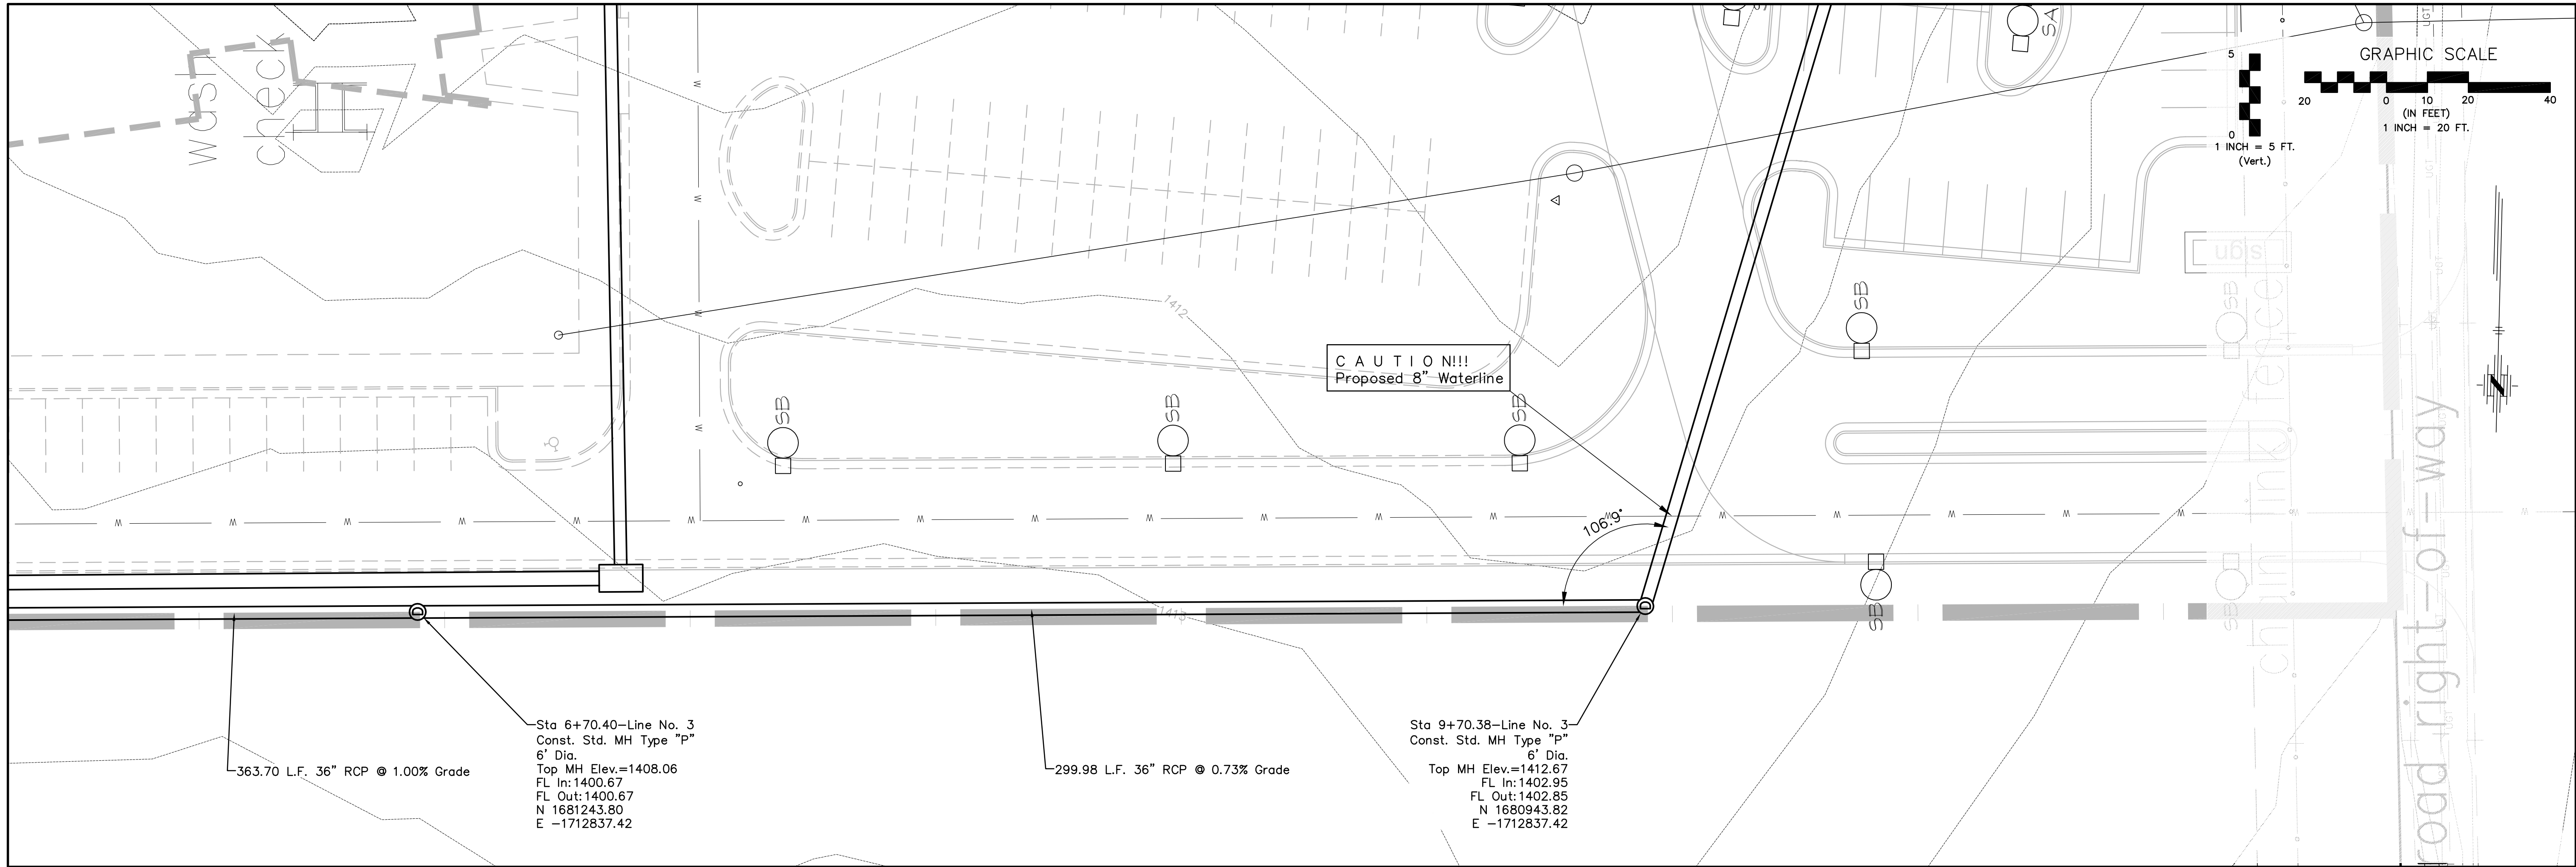 Wash
check
H
SA
GRAPHIC SCALE
5
0
1 INCH = 5 FT.
(Vert.)
20 0 10 20 40
(IN FEET)
1 INCH = 20 FT.
UGT
W
W
W
W
1412
sign
SB
SB
C A U T I O N!!!
Proposed 8" Waterline
SB
SB
SB
N
chain link fence
road right-of-way
W W W W W W W W W W W W W W W W W W W W W
106.9°
D
D
1413
SB
SB
363.70 L.F. 36" RCP @ 1.00% Grade
Sta 6+70.40-Line No. 3
Const. Std. MH Type "P"
6' Dia.
Top MH Elev.=1408.06
FL In:1400.67
FL Out:1400.67
N 1681243.80
E -1712837.42
299.98 L.F. 36" RCP @ 0.73% Grade
Sta 9+70.38-Line No. 3
Const. Std. MH Type "P"
6' Dia.
Top MH Elev.=1412.67
FL In:1402.95
FL Out:1402.85
N 1680943.82
E -1712837.42